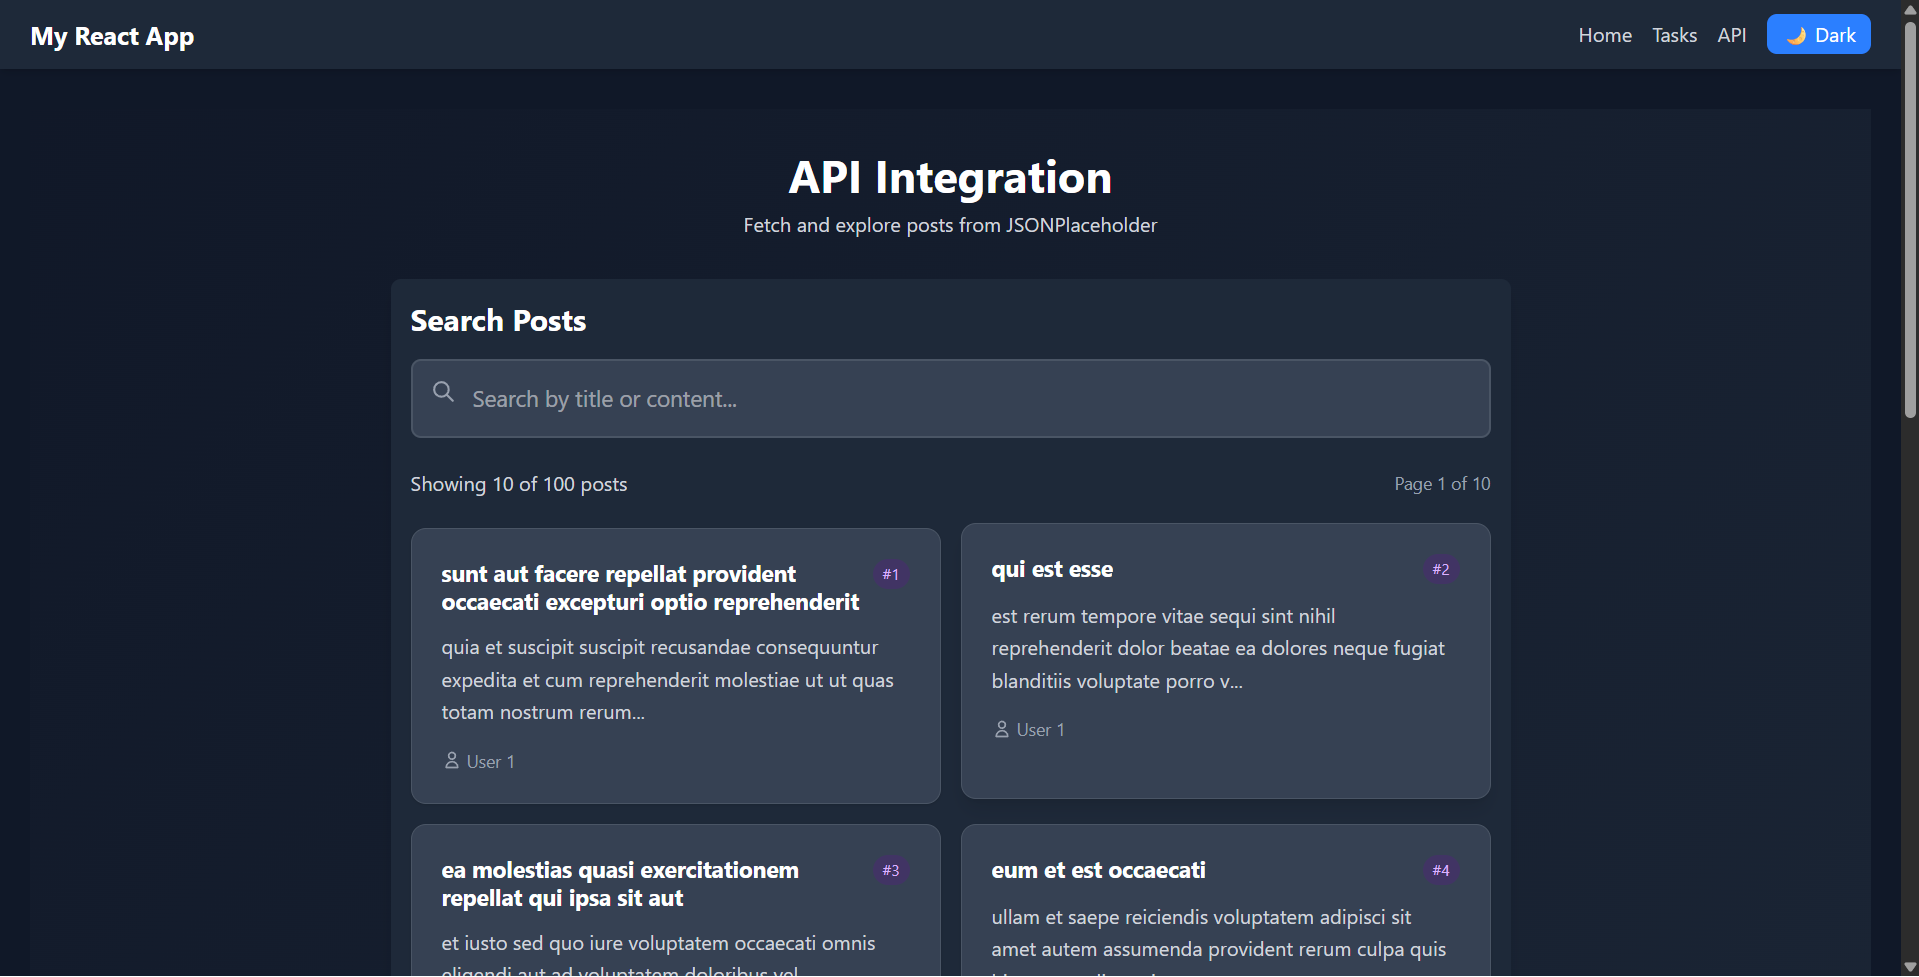 My React App
Home Tasks API 🌙 Dark
API Integration
Fetch and explore posts from JSONPlaceholder
Search Posts
Search by title or content...
Showing 10 of 100 posts
Page 1 of 10
sunt aut facere repellat provident
occaecati excepturi optio reprehenderit
#1
quia et suscipit suscipit recusandae consequuntur
expedita et cum reprehenderit molestiae ut ut quas
totam nostrum rerum...
User 1
qui est esse
#2
est rerum tempore vitae sequi sint nihil
reprehenderit dolor beatae ea dolores neque fugiat
blanditiis voluptate porro v...
User 1
ea molestias quasi exercitationem
repellat qui ipsa sit aut
#3
et iusto sed quo iure voluptatem occaecati omnis
eligendi aut ad voluptatem doloribus vel
eum et est occaecati
#4
ullam et saepe reiciendis voluptatem adipisci sit
amet autem assumenda provident rerum culpa quis